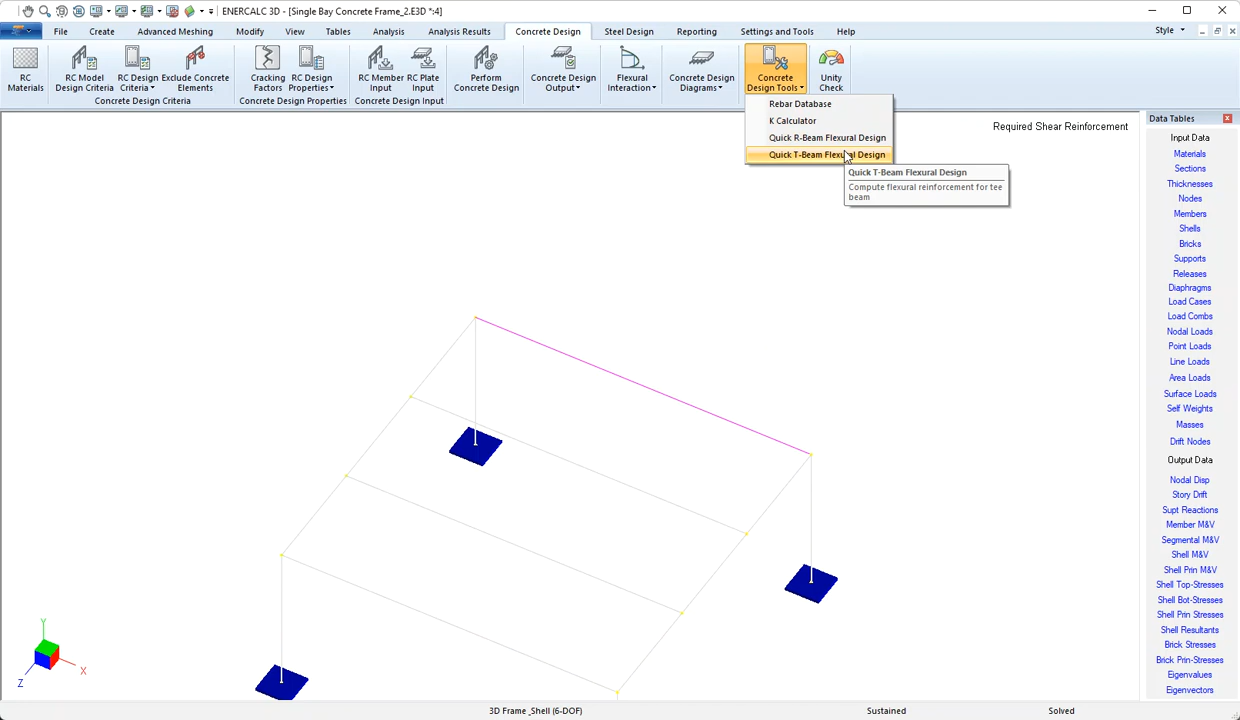 ENERCALC 3D - [Single Bay Concrete Frame_2.E3D *:4]
File Create Advanced Meshing Modify View Tables Analysis Analysis Results Concrete Design Steel Design Reporting Settings and Tools Help Style
RC Materials
RC Model Design Criteria
RC Design Criteria
Exclude Concrete Elements
Concrete Design Criteria
Cracking Factors
RC Design Properties
Concrete Design Properties
RC Member Input
RC Plate Input
Concrete Design Input
Perform Concrete Design
Concrete Design Output
Flexural Interaction
Concrete Design Diagrams
Concrete Design Tools
Unity Check
Rebar Database
K Calculator
Quick R-Beam Flexural Design
Quick T-Beam Flexural Design
Quick T-Beam Flexural Design
Compute flexural reinforcement for tee
beam
Required Shear Reinforcement
Data Tables
Input Data
Materials
Sections
Thicknesses
Nodes
Members
Shells
Bricks
Supports
Releases
Diaphragms
Load Cases
Load Combs
Nodal Loads
Point Loads
Line Loads
Area Loads
Surface Loads
Self Weights
Masses
Drift Nodes
Output Data
Nodal Disp
Story Drift
Supt Reactions
Member M&V
Segmental M&V
Shell M&V
Shell Prin M&V
Shell Top-Stresses
Shell Bot-Stresses
Shell Prin Stresses
Shell Resultants
Brick Stresses
Brick Prin-Stresses
Eigenvalues
Eigenvectors
Y
X
Z
3D Frame_Shell (6-DOF) Sustained Solved